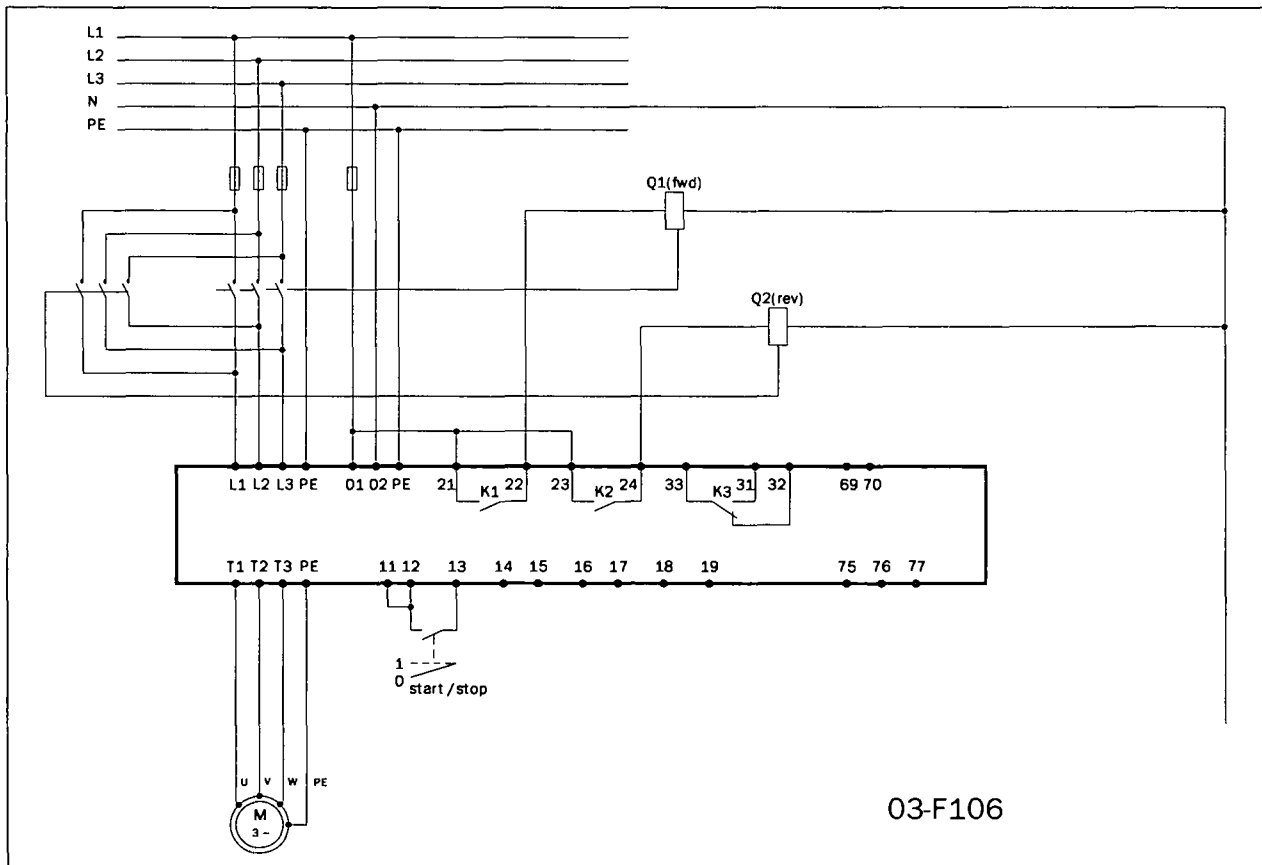 L1
L2
L3
N
PE
Q1(fwd)
Q2(rev)
L1 L2 L3 PE 01 02 PE 21 K1 22 23 K2 24 33 K3 31 32 69 70
T1 T2 T3 PE 11 12 13 14 15 16 17 18 19 75 76 77
1
0 start/stop
U V W PE
M
3~
03-F106